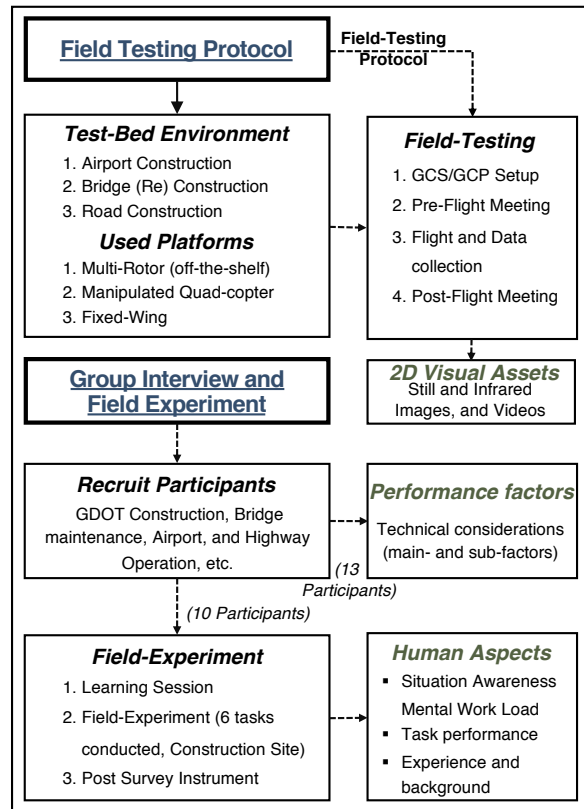 Field Testing Protocol
Field-Testing
Protocol
Test-Bed Environment
1. Airport Construction
2. Bridge (Re) Construction
3. Road Construction
Used Platforms
1. Multi-Rotor (off-the-shelf)
2. Manipulated Quad-copter
3. Fixed-Wing
Field-Testing
1. GCS/GCP Setup
2. Pre-Flight Meeting
3. Flight and Data
collection
4. Post-Flight Meeting
2D Visual Assets
Still and Infrared
Images, and Videos
Group Interview and
Field Experiment
Recruit Participants
GDOT Construction, Bridge
maintenance, Airport, and Highway
Operation, etc.
Performance factors
Technical considerations
(main- and sub-factors)
(13
Participants)
(10 Participants)
Field-Experiment
1. Learning Session
2. Field-Experiment (6 tasks
conducted, Construction Site)
3. Post Survey Instrument
Human Aspects
▪ Situation Awareness
Mental Work Load
▪ Task performance
▪ Experience and
background